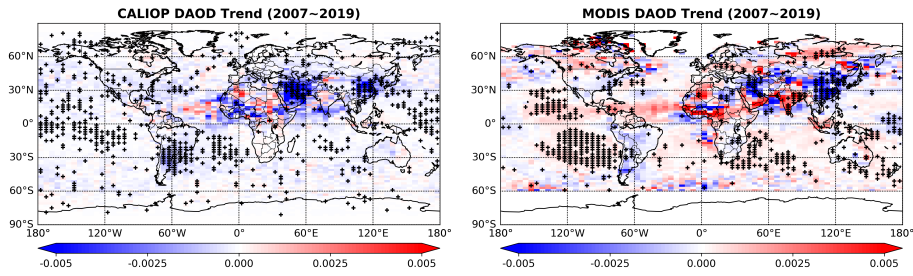 CALIOP DAOD Trend (2007~2019)
60°N
30°N
0°
30°S
60°S
90°S
180° 120°W 60°W 0° 60°E 120°E 180°
-0.005 -0.0025 0.000 0.0025 0.005
MODIS DAOD Trend (2007~2019)
60°N
30°N
0°
30°S
60°S
90°S
180° 120°W 60°W 0° 60°E 120°E 180°
-0.005 -0.0025 0.000 0.0025 0.005